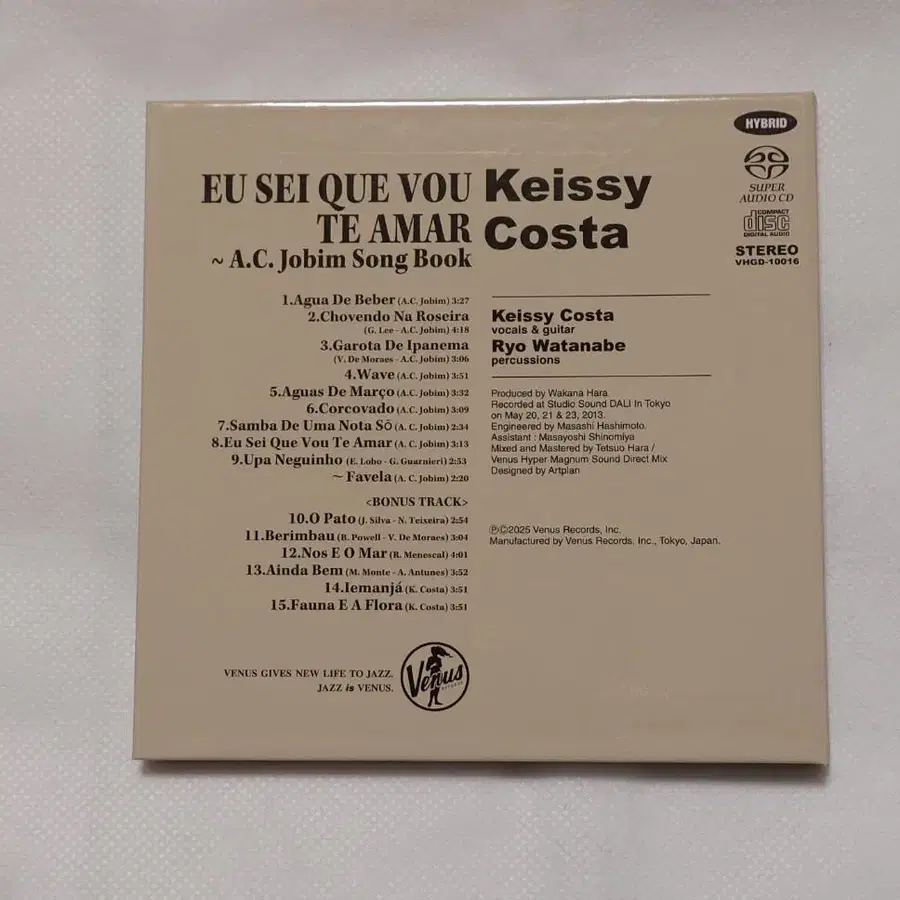 HYBRID
SUPER
AUDIO CD
COMPACT
disc
DIGITAL AUDIO
STEREO
VHGD-10016
EU SEI QUE VOU
TE AMAR
~ A.C. Jobim Song Book
Keissy
Costa
1.Agua De Beber (A.C. Jobim) 3:27
2.Chovendo Na Roseira
(G. Lee - A.C. Jobim) 4:18
3.Garota De Ipanema
(V. De Moraes - A.C. Jobim) 3:06
4.Wave (A.C. Jobim) 3:51
5.Aguas De Março (A.C. Jobim) 3:32
6.Corcovado (A.C. Jobim) 3:09
7.Samba De Uma Nota Sô (A. C. Jobim) 2:34
8.Eu Sei Que Vou Te Amar (A. C. Jobim) 3:13
9.Upa Neguinho (E. Lobo - G. Guarnieri) 2:53
~ Favela (A. C. Jobim) 2:20
<BONUS TRACK>
10.O Pato (J. Silva - N. Teixeira) 2:54
11.Berimbau (B. Powell - V. De Moraes) 3:04
12.Nos E O Mar (R. Menescal) 4:01
13.Ainda Bem (M. Monte - A. Antunes) 3:52
14.Iemanjá (K. Costa) 3:51
15.Fauna E A Flora (K. Costa) 3:51
Keissy Costa
vocals & guitar
Ryo Watanabe
percussions
Produced by Wakana Hara
Recorded at Studio Sound DALI In Tokyo
on May 20, 21 & 23, 2013.
Engineered by Masashi Hashimoto.
Assistant : Masayoshi Shinomiya
Mixed and Mastered by Tetsuo Hara /
Venus Hyper Magnum Sound Direct Mix
Designed by Artplan
℗©2025 Venus Records, Inc.
Manufactured by Venus Records, Inc., Tokyo, Japan.
VENUS GIVES NEW LIFE TO JAZZ.
JAZZ is VENUS.
Venus
RECORDS